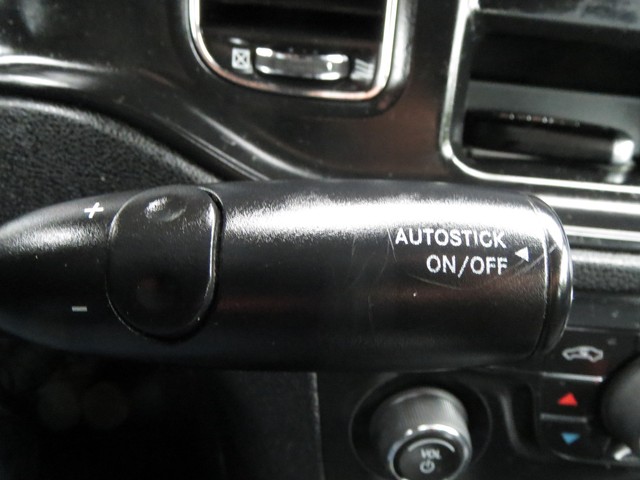 +
AUTOSTICK
ON/OFF
-
VOL